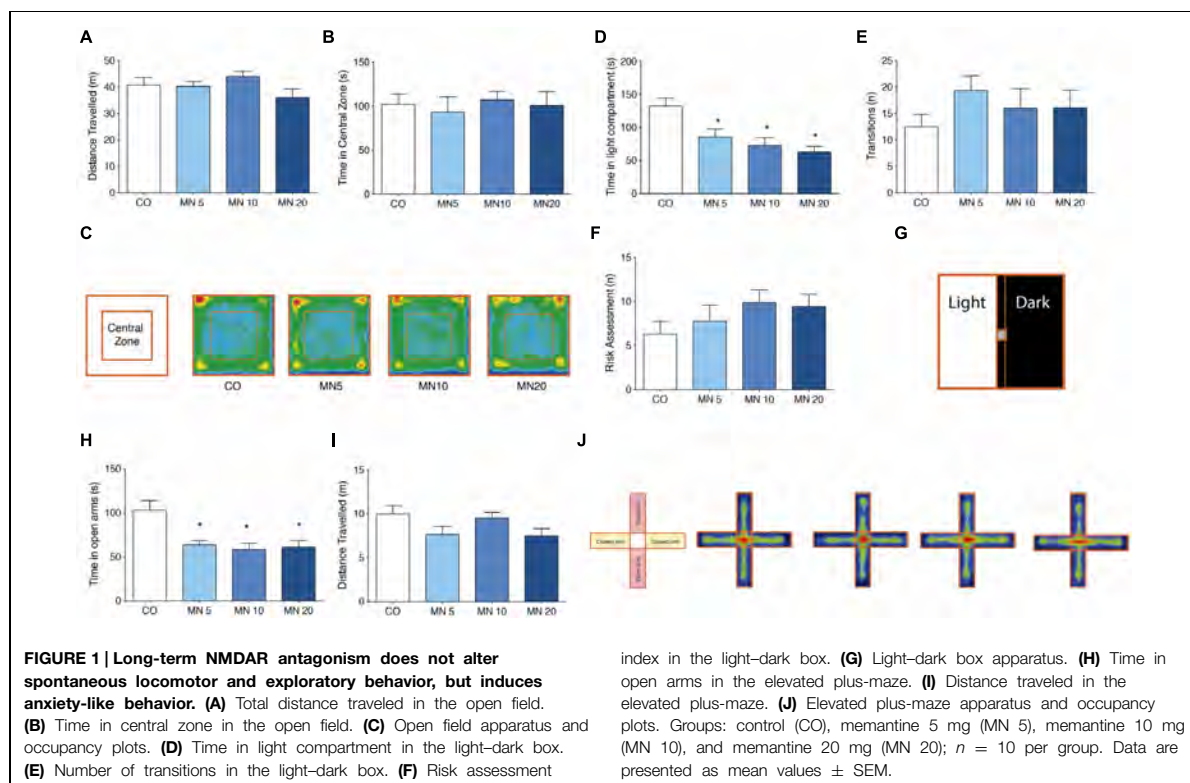 A
B
D
E
Distance Travelled (m)
50
40
30
20
10
0
CO MN 5 MN 10 MN 20
Time in Central Zone (s)
150
100
50
0
CO MN5 MN10 MN20
Time in light compartment (s)
200
150
100
50
0
* * *
CO MN 5 MN 10 MN 20
Transitions (n)
25
20
15
10
5
0
CO MN 5 MN 10 MN 20
C
F
G
Central
Zone
CO MN5 MN10 MN20
Risk Assessment (n)
15
10
5
0
CO MN 5 MN 10 MN 20
Light Dark
H
I
J
Time in open arms (s)
150
100
50
0
* * *
CO MN 5 MN 10 MN 20
Distance Travelled (m)
15
10
5
0
CO MN 5 MN 10 MN 20
FIGURE 1 | Long-term NMDAR antagonism does not alter
spontaneous locomotor and exploratory behavior, but induces
anxiety-like behavior. (A) Total distance traveled in the open field.
(B) Time in central zone in the open field. (C) Open field apparatus and
occupancy plots. (D) Time in light compartment in the light–dark box.
(E) Number of transitions in the light–dark box. (F) Risk assessment
index in the light–dark box. (G) Light–dark box apparatus. (H) Time in
open arms in the elevated plus-maze. (I) Distance traveled in the
elevated plus-maze. (J) Elevated plus-maze apparatus and occupancy
plots. Groups: control (CO), memantine 5 mg (MN 5), memantine 10 mg
(MN 10), and memantine 20 mg (MN 20); n = 10 per group. Data are
presented as mean values ± SEM.